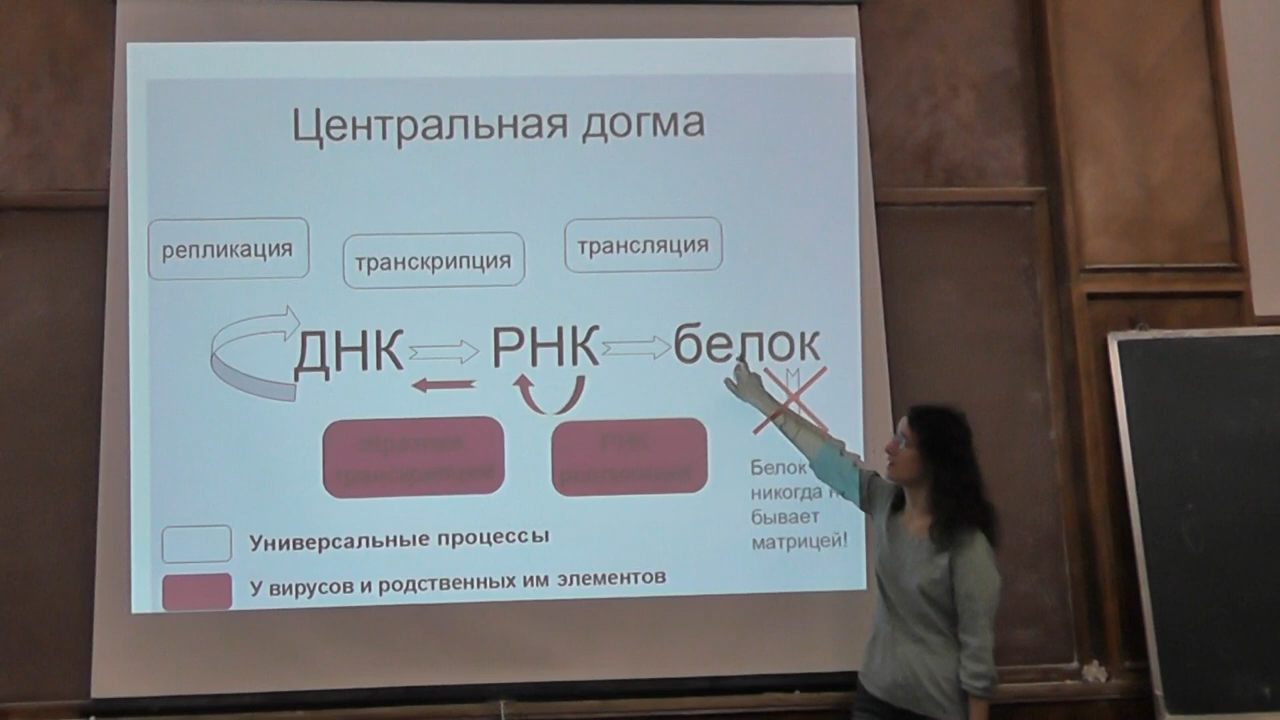 Центральная догма
репликация
транскрипция
трансляция
ДНК
РНК
белок
Белок
никогда
бывает
матрицей!
Универсальные процессы
У вирусов и родственных им элементов